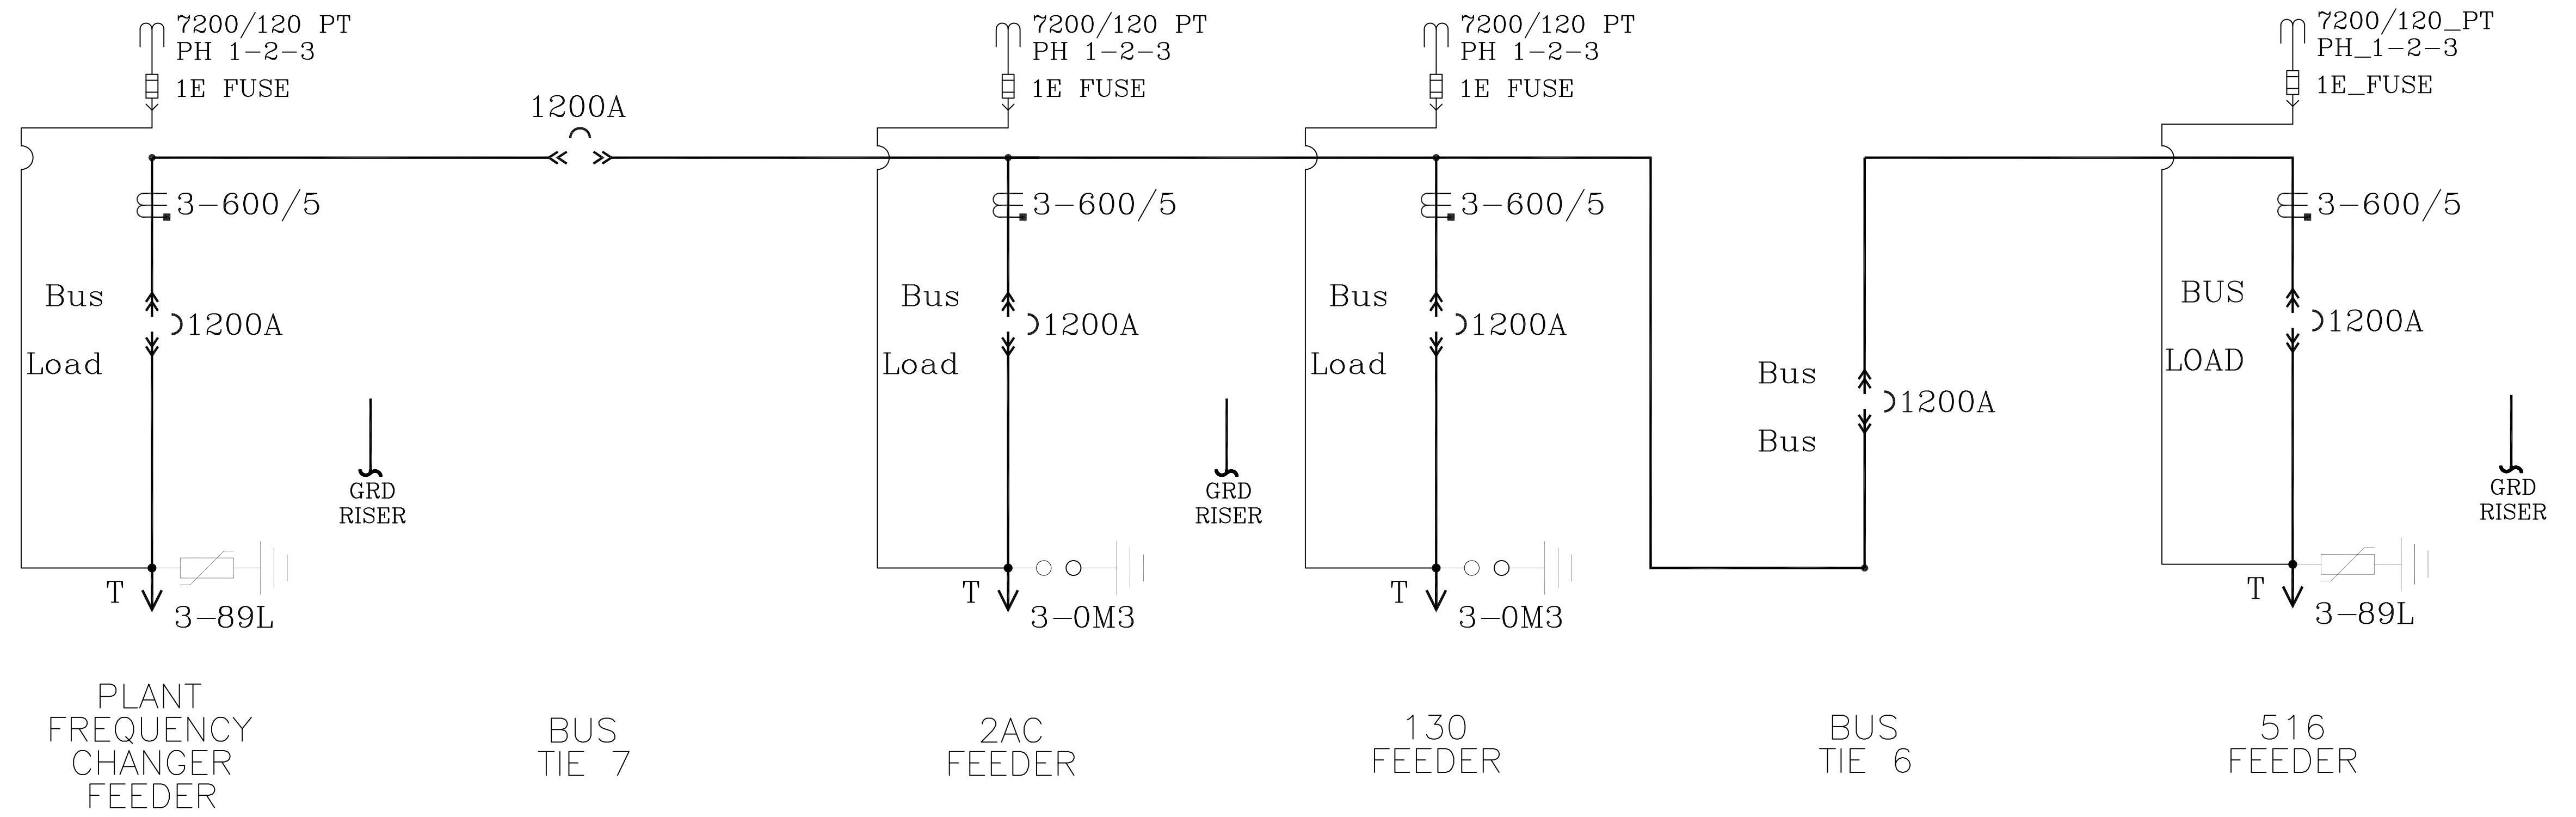 7200/120 PT
PH 1-2-3
1E FUSE
7200/120 PT
PH 1-2-3
1E FUSE
7200/120 PT
PH 1-2-3
1E FUSE
7200/120_PT
PH_1-2-3
1E_FUSE
1200A
3-600/5
3-600/5
3-600/5
3-600/5
Bus
1200A
Load
Bus
1200A
Load
Bus
1200A
Load
Bus
1200A
Bus
BUS
1200A
LOAD
GRD
RISER
GRD
RISER
GRD
RISER
T
3-89L
T
3-0M3
T
3-0M3
T
3-89L
PLANT
FREQUENCY
CHANGER
FEEDER
BUS
TIE 7
2AC
FEEDER
130
FEEDER
BUS
TIE 6
516
FEEDER